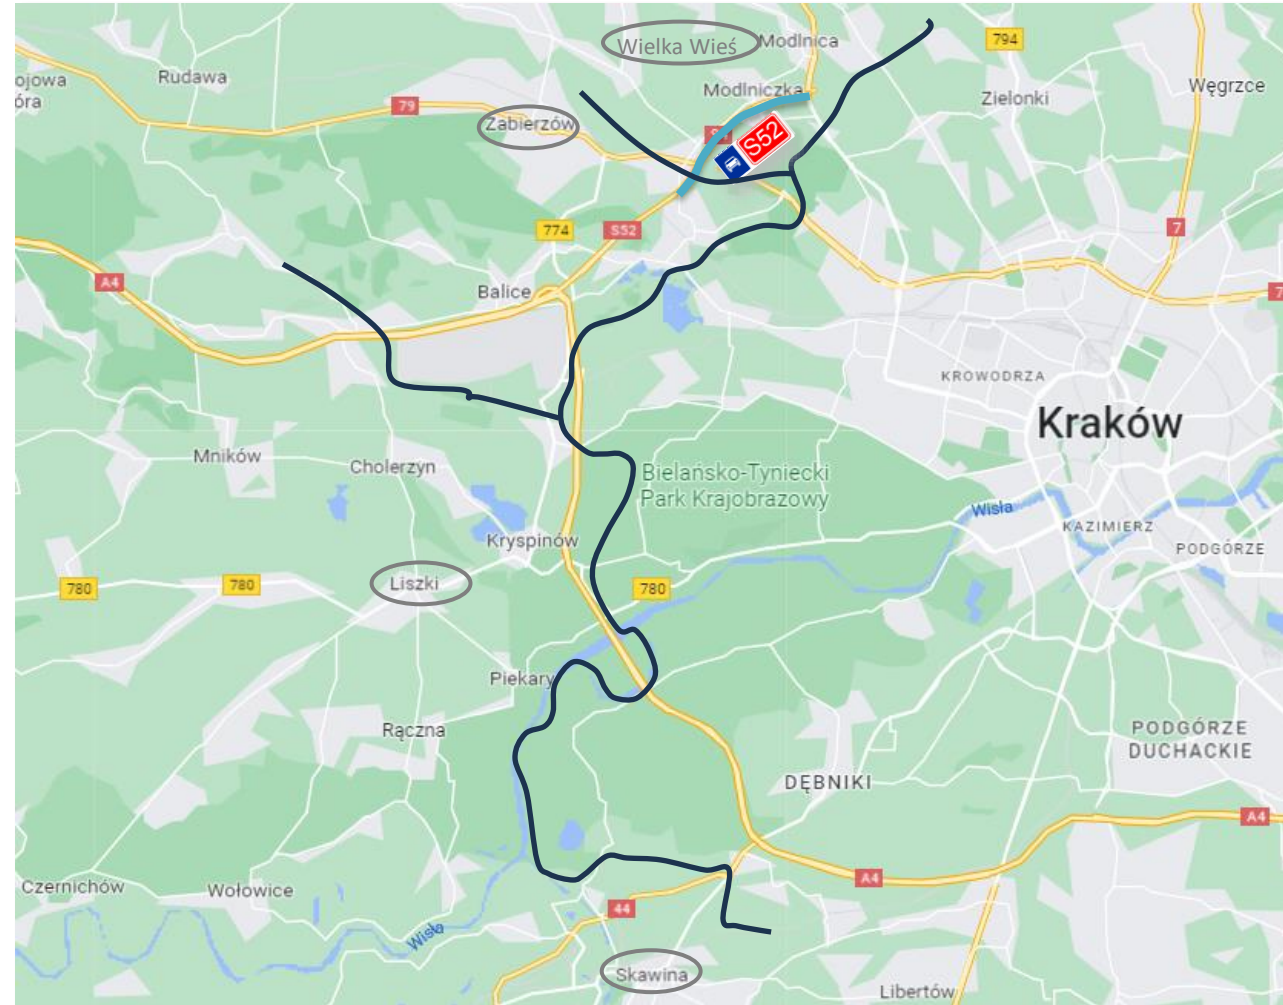 Wielka Wieś
Modlnica
794
ojowa
óra
Rudawa
Węgrzce
Modlniczka
Zielonki
79
Zabierzów
S52
774
S52
7
A4
Balice
7
KROWODRZA
Kraków
Mników
Cholerzyn
Bielańsko-Tyniecki
Park Krajobrazowy
Wisła
KAZIMIERZ
Kryspinów
PODGÓRZE
780
780
Liszki
780
Piekary
Rączna
PODGÓRZE
DUCHACKIE
DĘBNIKI
A4
A4
Czernichów
Wołowice
44
Wisła
Skawina
Libertów